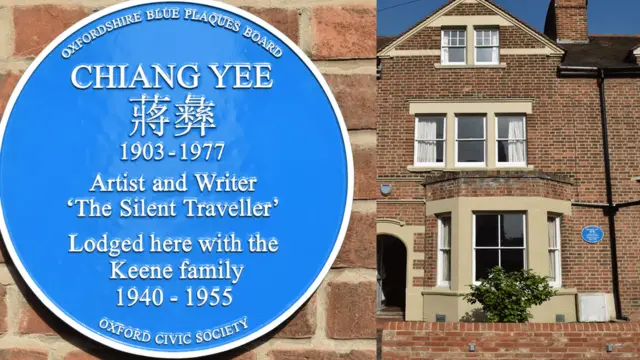 OXFORDSHIRE BLUE PLAQUES BOARD
CHIANG YEE
蔣彝
1903-1977
Artist and Writer
‘The Silent Traveller’
Lodged here with the
Keene family
1940 - 1955
OXFORD CIVIC SOCIETY